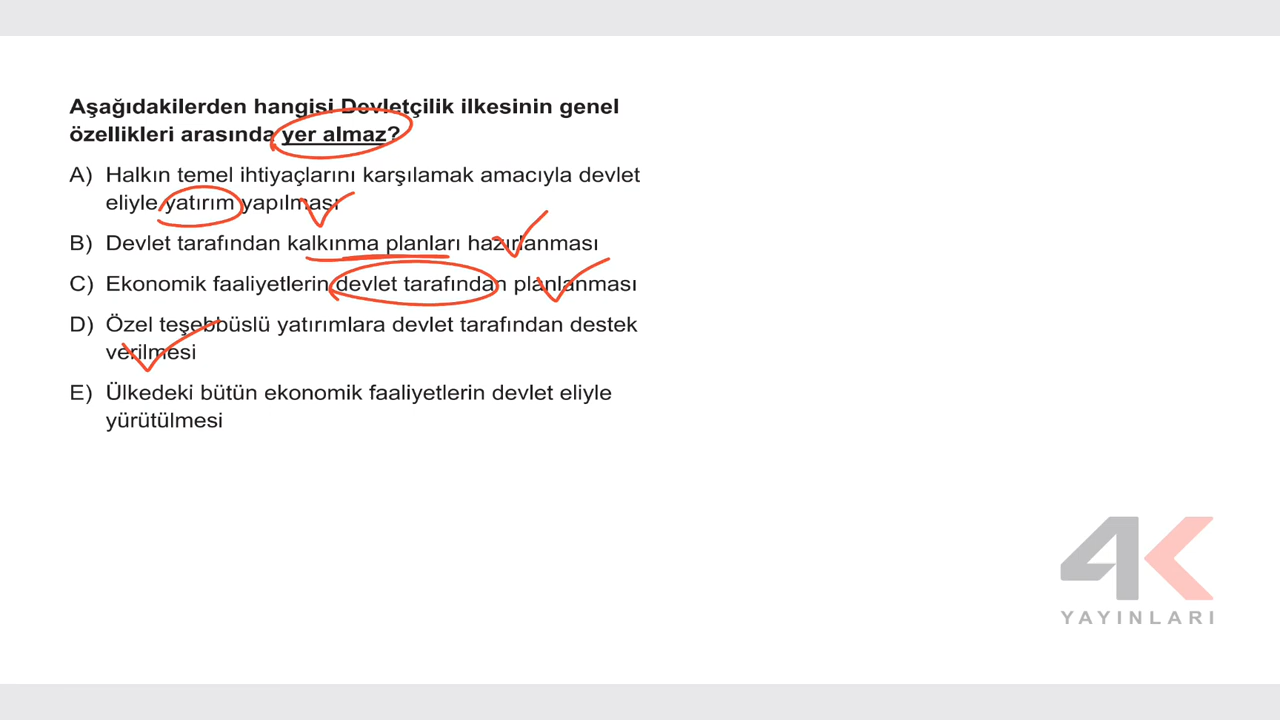 Aşağıdakilerden hangisi Devletçilik ilkesinin genel
özellikleri arasında yer almaz?
A) Halkın temel ihtiyaçlarını karşılamak amacıyla devlet
eliyle yatırım yapılması
B) Devlet tarafından kalkınma planları hazırlanması
C) Ekonomik faaliyetlerin devlet tarafından planlanması
D) Özel teşebbüslü yatırımlara devlet tarafından destek
verilmesi
E) Ülkedeki bütün ekonomik faaliyetlerin devlet eliyle
yürütülmesi
4K
YAYINLARI